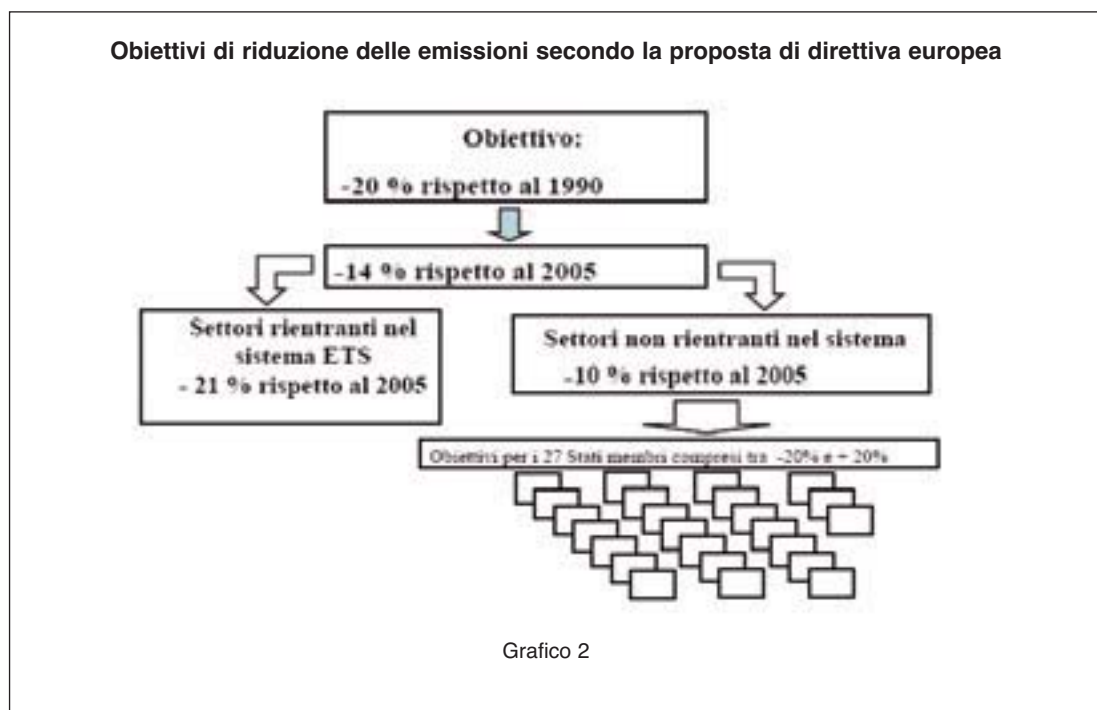 Obiettivi di riduzione delle emissioni secondo la proposta di direttiva europea
Obiettivo:
-20 % rispetto al 1990
-14 % rispetto al 2005
Settori rientranti nel
sistema ETS
- 21 % rispetto al 2005
Settori non rientranti nel sistema
-10 % rispetto al 2005
Obiettivi per i 27 Stati membri compresi tra -20% e + 20%
Grafico 2